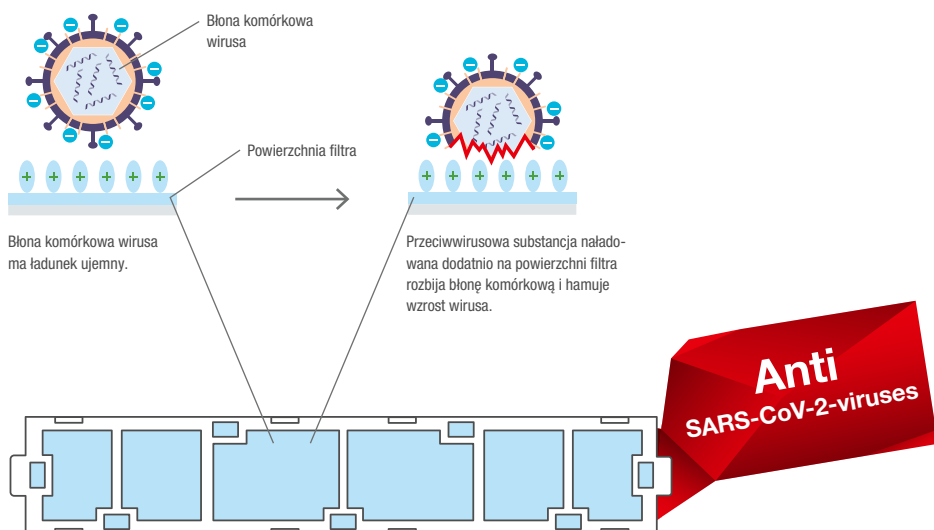 Błona komórkowa
wirusa
Powierzchnia filtra
Błona komórkowa wirusa
ma ładunek ujemny.
Przeciwwirusowa substancja nałado-
wana dodatnio na powierzchni filtra
rozbija błonę komórkową i hamuje
wzrost wirusa.
Anti
SARS-CoV-2-viruses